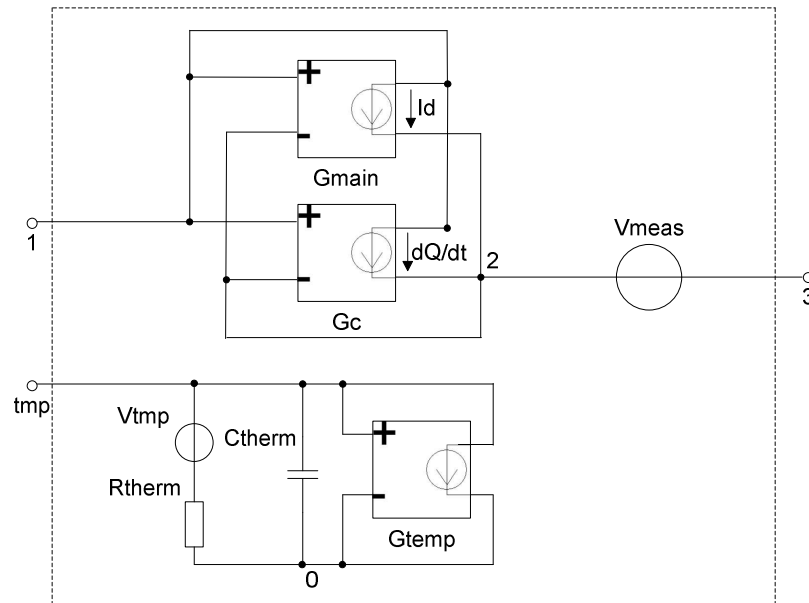 +
Id
-
Gmain
+
1
Vmeas
dQ/dt
2
-
3
Gc
tmp
Vtmp
+
Ctherm
Rtherm
-
Gtemp
0